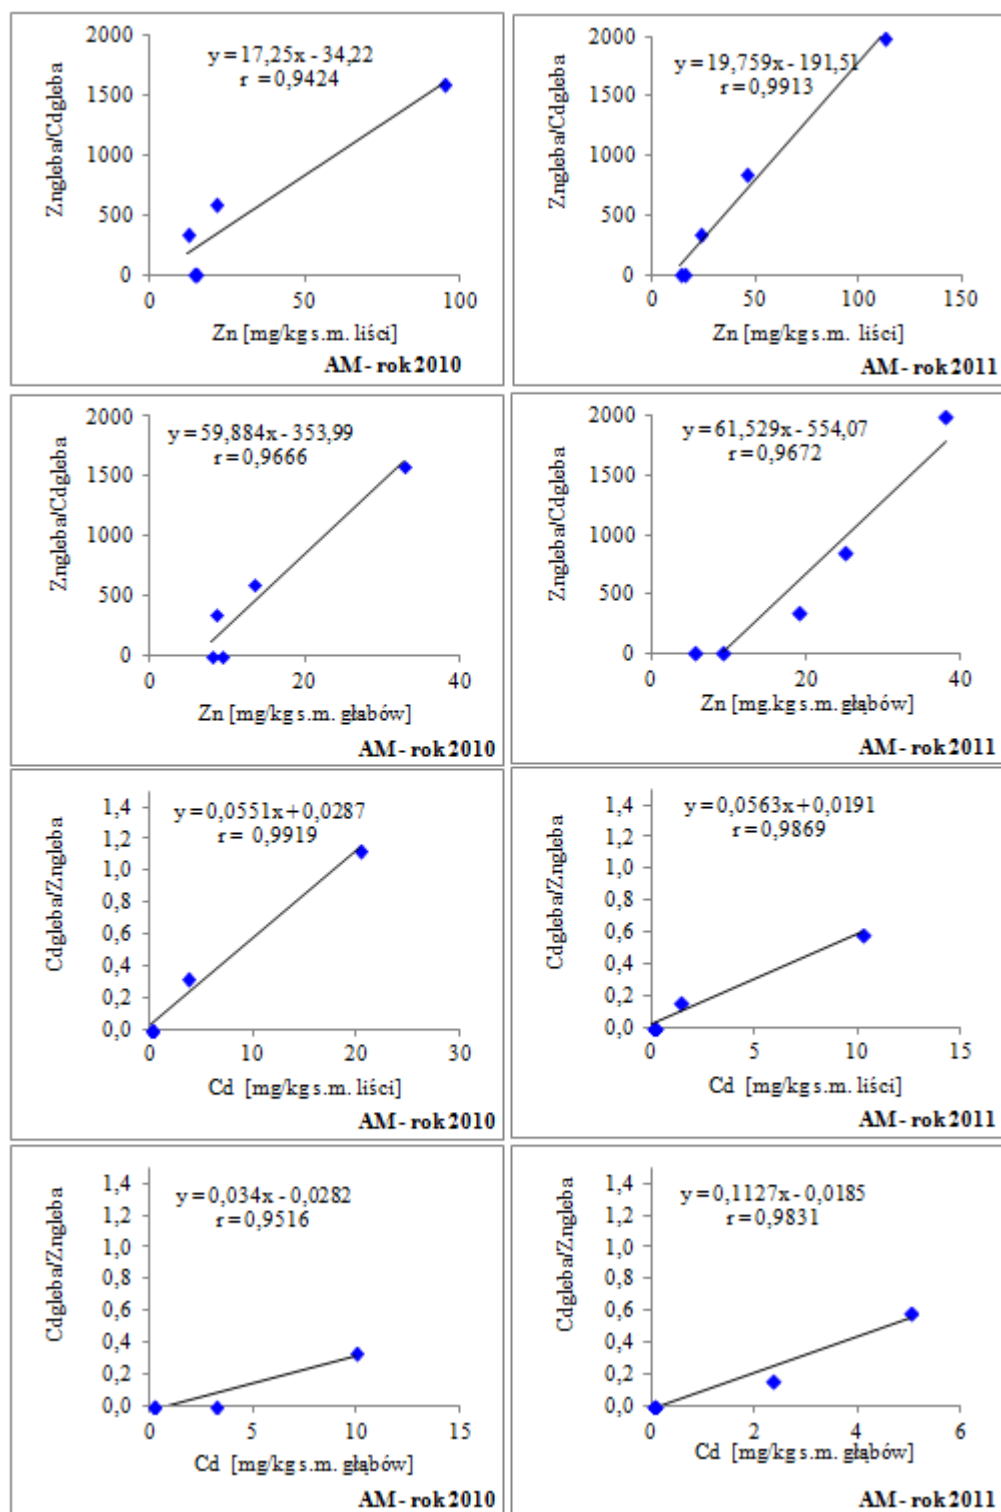 y = 17,25x - 34,22
r = 0,9424
Zngleba/Cdgleba
2000
1500
1000
500
0
0 50 100
Zn [mg/kg s.m. liści]
AM - rok 2010
y = 19,759x - 191,51
r = 0,9913
Zngleba/Cdgleba
2000
1500
1000
500
0
0 50 100 150
Zn [mg/kg s.m. liści]
AM - rok 2011
y = 59,884x - 353,99
r = 0,9666
Zngleba/Cdgleba
2000
1500
1000
500
0
0 20 40
Zn [mg/kg s.m. głabów]
AM - rok 2010
y = 61,529x - 554,07
r = 0,9672
Zngleba/Cdgleba
2000
1500
1000
500
0
0 20 40
Zn [mg.kg s.m. głąbów]
AM - rok 2011
y = 0,0551x + 0,0287
r = 0,9919
Cdgleba/Zngleba
1,4
1,2
1,0
0,8
0,6
0,4
0,2
0,0
0 10 20 30
Cd [mg/kg s.m. liści]
AM - rok 2010
y = 0,0563x + 0,0191
r = 0,9869
Cdgleba/Zngleba
1,4
1,2
1,0
0,8
0,6
0,4
0,2
0,0
0 5 10 15
Cd [mg/kg s.m. liści]
AM - rok 2011
y = 0,034x - 0,0282
r = 0,9516
Cdgleba/Zngleba
1,4
1,2
1,0
0,8
0,6
0,4
0,2
0,0
0 5 10 15
Cd [mg/kg s.m. głąbów]
AM - rok 2010
y = 0,1127x - 0,0185
r = 0,9831
Cdgleba/Zngleba
1,4
1,2
1,0
0,8
0,6
0,4
0,2
0,0
0 2 4 6
Cd [mg/kg s.m. głąbów]
AM - rok 2011